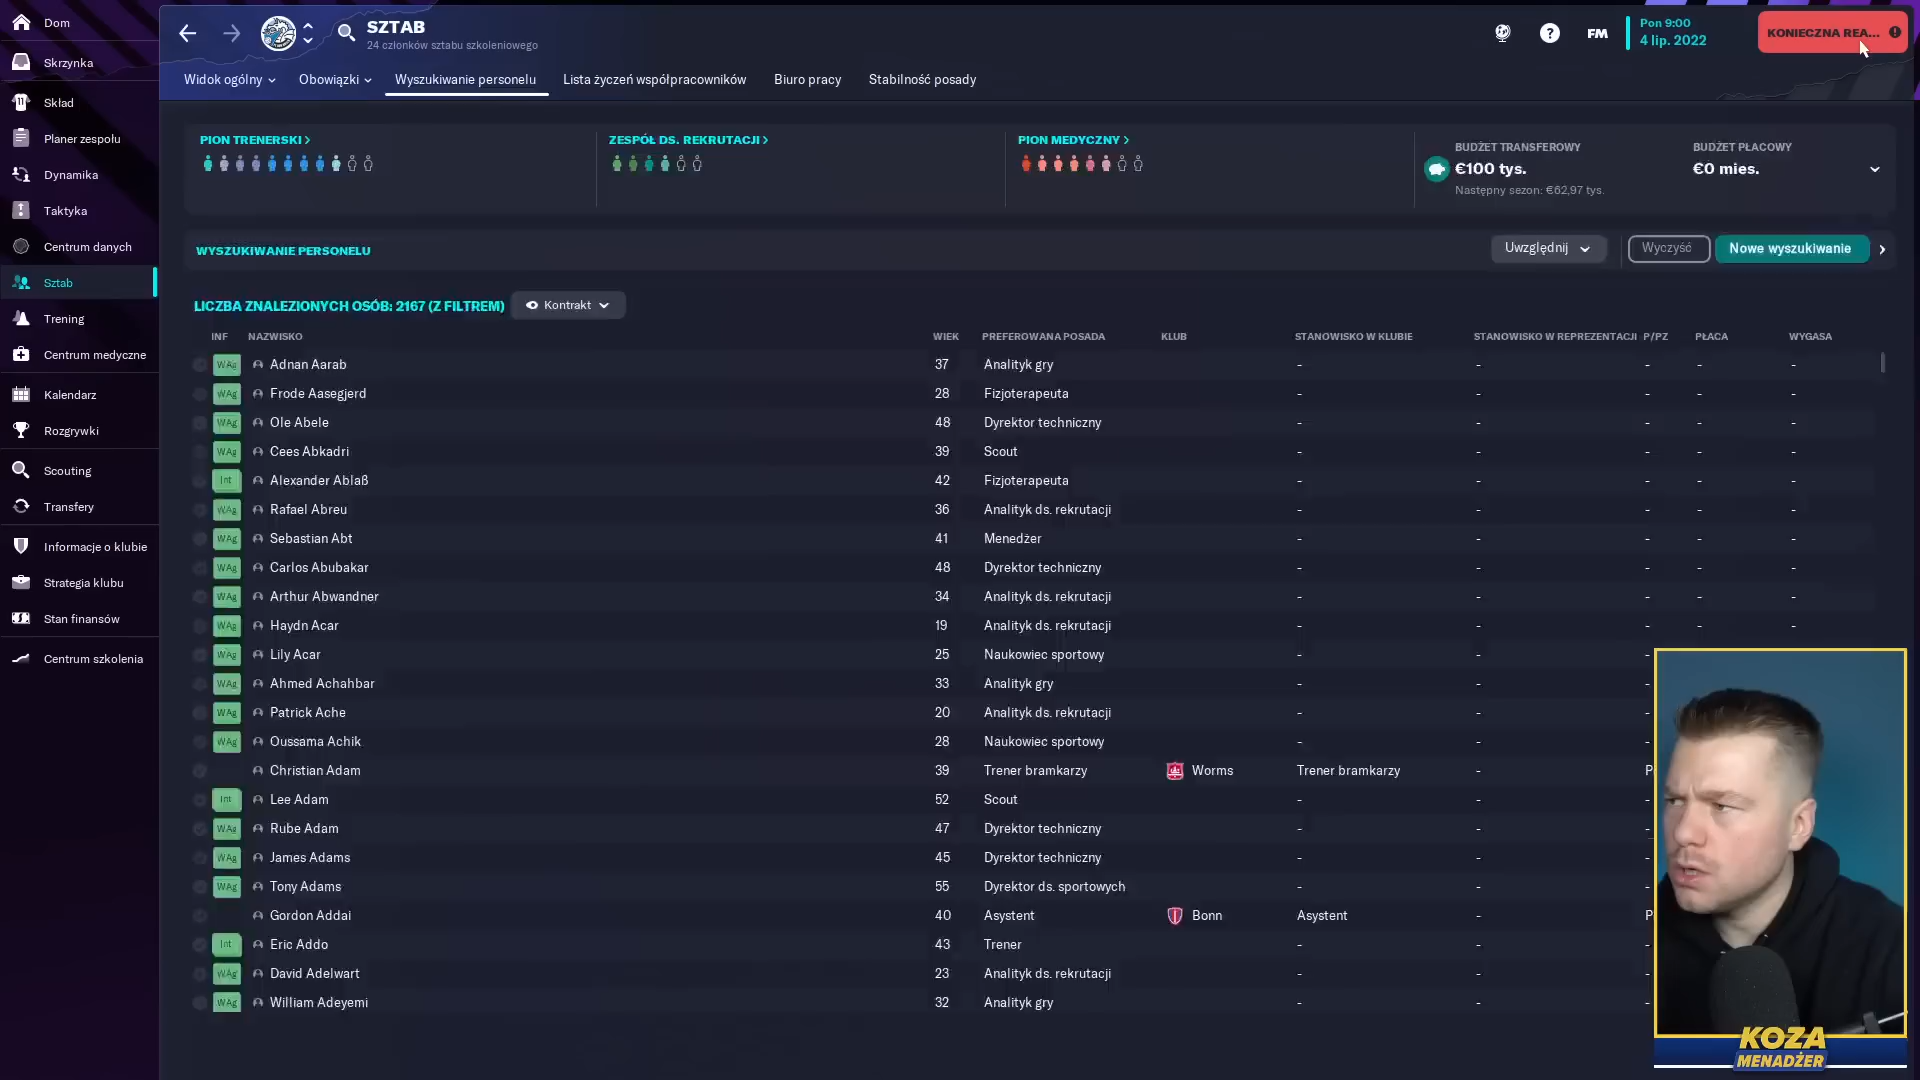 Dom
Skrzynka
Skład
Planer zespołu
Dynamika
Taktyka
Centrum danych
Sztab
Trening
Centrum medyczne
Kalendarz
Rozgrywki
Scouting
Transfery
Informacje o klubie
Strategia klubu
Stan finansów
Centrum szkolenia
SZTAB
24 członków sztabu szkoleniowego
FM
Pon 9:00
4 lip. 2022
KONIECZNA REA...
Widok ogólny Obowiązki Wyszukiwanie personelu Lista życzeń współpracowników Biuro pracy Stabilność posady
PION TRENERSKI >
ZESPÓŁ DS. REKRUTACJI >
PION MEDYCZNY >
BUDŻET TRANSFEROWY
€100 tys.
Następny sezon: €62,97 tys.
BUDŻET PŁACOWY
€0 mies.
WYSZUKIWANIE PERSONELU
Uwzględnij
Wyczyść
Nowe wyszukiwanie
LICZBA ZNALEZIONYCH OSÓB: 2167 (Z FILTREM) Kontrakt
INF NAZWISKO WIEK PREFEROWANA POSADA KLUB STANOWISKO W KLUBIE STANOWISKO W REPREZENTACJI P/PZ PŁACA WYGASA
WAg Adnan Aarab 37 Analityk gry - - - - -
WAg Frode Aasegjerd 28 Fizjoterapeuta - - - - -
WAg Ole Abele 48 Dyrektor techniczny - - - - -
WAg Cees Abkadri 39 Scout - - - - -
Int Alexander Ablaß 42 Fizjoterapeuta - - - - -
WAg Rafael Abreu 36 Analityk ds. rekrutacji - - - - -
WAg Sebastian Abt 41 Menedżer - - - - -
WAg Carlos Abubakar 48 Dyrektor techniczny - - - - -
WAg Arthur Abwandner 34 Analityk ds. rekrutacji - - - - -
WAg Haydn Acar 19 Analityk ds. rekrutacji - - - - -
WAg Lily Acar 25 Naukowiec sportowy - - -
WAg Ahmed Achahbar 33 Analityk gry - - -
WAg Patrick Ache 20 Analityk ds. rekrutacji - - -
WAg Oussama Achik 28 Naukowiec sportowy - - -
Christian Adam 39 Trener bramkarzy Worms Trener bramkarzy - P
Int Lee Adam 52 Scout - - -
WAg Rube Adam 47 Dyrektor techniczny - - -
WAg James Adams 45 Dyrektor techniczny - - -
WAg Tony Adams 55 Dyrektor ds. sportowych - - -
Gordon Addai 40 Asystent Bonn Asystent - P
Int Eric Addo 43 Trener - - -
WAg David Adelwart 23 Analityk ds. rekrutacji - - -
WAg William Adeyemi 32 Analityk gry - - -
KOZA
MENADŻER